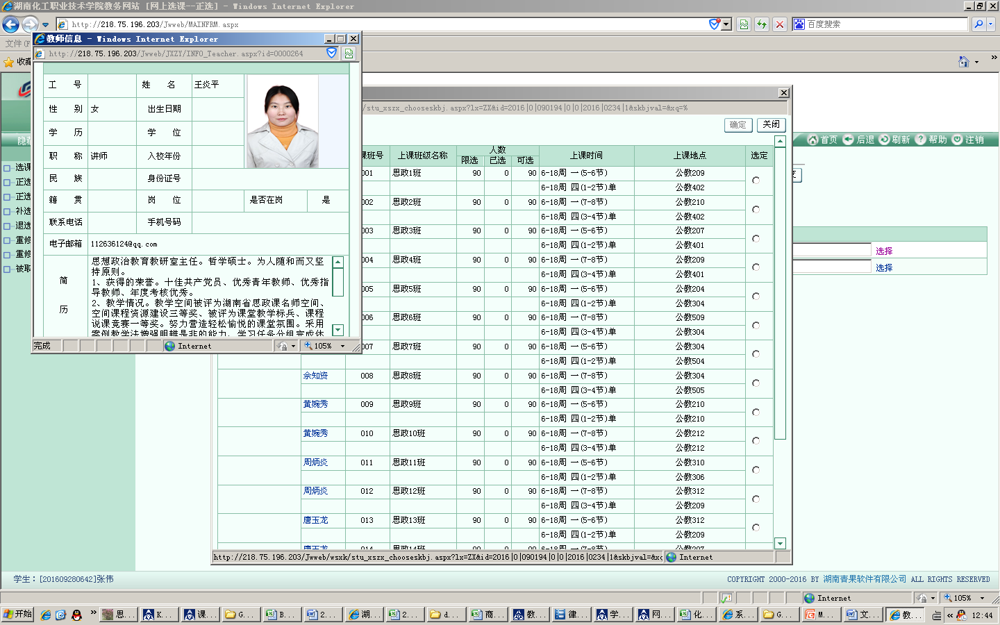 湖南化工职业技术学院教务网站 [网上选课--正选] - Windows Internet Explorer
http://218.75.196.203/Jwweb/MAINFRM.aspx
百度搜索
文件(F
收藏
教师信息 - Windows Internet Explorer
http://218.75.196.203/Jwweb/JXZY/INFO_Teacher.aspx?id=0000264
工 号 姓 名 王炎平
性 别 女 出生日期
学 历 学 位
职 称 讲师 入校年份
民 族 身份证号
籍 贯 岗 位 是否在岗 是
联系电话 手机号码
电子邮箱 112636124@qq.com
简
历
思想政治教育教研室主任。哲学硕士。为人随和而又坚
持原则。
1、获得的荣誉。十佳共产党员、优秀青年教师、优秀指
导教师、年度考核优秀。
2、教学情况。教学空间被评为湖南省思政课名师空间、
空间课程资源建设三等奖、被评为课堂教学标兵、课程
说课竞赛一等奖。努力营造轻松愉悦的课堂氛围。采用
案例教学法增强明辨是非的能力，学习任务分组完成体
完成 Internet 105%
/stu_xszx_chooseskbj.aspx?lx=ZX&id=2016|0|090194|0|0|2016|0234|1&skbjval=&xq=%
确定 关闭
首页 后退 刷新 帮助 注销
隐藏
选课
正选
正选
补选
退选
重修
重修
被取
课班号 上课班级名称 人数 上课时间 上课地点 选定
限选 已选 可选
001 思政1班 90 0 90 6-18周 一(5-6节) 公教209
6-18周 四(1-2节)单 公教402
002 思政2班 90 0 90 6-18周 一(7-8节) 公教210
6-18周 四(3-4节)单 公教402
003 思政3班 90 0 90 6-18周 一(5-6节) 公教207
6-18周 四(1-2节)单 公教401
004 思政4班 90 0 90 6-18周 一(7-8节) 公教209
6-18周 四(3-4节)单 公教401
005 思政5班 90 0 90 6-18周 一(5-6节) 公教204
6-18周 四(1-2节)单 公教304
006 思政6班 90 0 90 6-18周 一(7-8节) 公教509
6-18周 四(3-4节)单 公教304
007 思政7班 90 0 90 6-18周 一(5-6节) 公教304
6-18周 四(1-2节)单 公教504
佘知资 008 思政8班 90 0 90 6-18周 一(7-8节) 公教304
6-18周 四(3-4节)单 公教505
黄婉秀 009 思政9班 90 0 90 6-18周 一(5-6节) 公教210
6-18周 四(1-2节)单 公教210
黄婉秀 010 思政10班 90 0 90 6-18周 一(7-8节) 公教212
6-18周 四(3-4节)单 公教212
周炳炎 011 思政11班 90 0 90 6-18周 一(5-6节) 公教310
6-18周 四(1-2节)单 公教306
周炳炎 012 思政12班 90 0 90 6-18周 一(7-8节) 公教312
6-18周 四(3-4节)单 公教209
唐玉龙 013 思政13班 90 0 90 6-18周 一(5-6节) 公教312
6-18周 四(1-2节)单 公教209
唐玉龙 014 思政14班 90 0 90 6-18周 一(7-8节) 公教207
http://218.75.196.203/Jwweb/wsxk/stu_xszx_chooseskbj.aspx?lx=ZX&id=2016|0|090194|0|0|2016|0234|1&skbjval=&xq Internet
选择
选择
学生：[201609280642]张伟
COPYRIGHT 2000-2016 BY 湖南青果软件有限公司 ALL RIGHTS RESERVED
Internet 105%
开始 思... K... 课... G... B... 2... 湖... 2... d... 商... 教... 律... 学... 网... 化... 系... G... M... 文... 教... 12:44